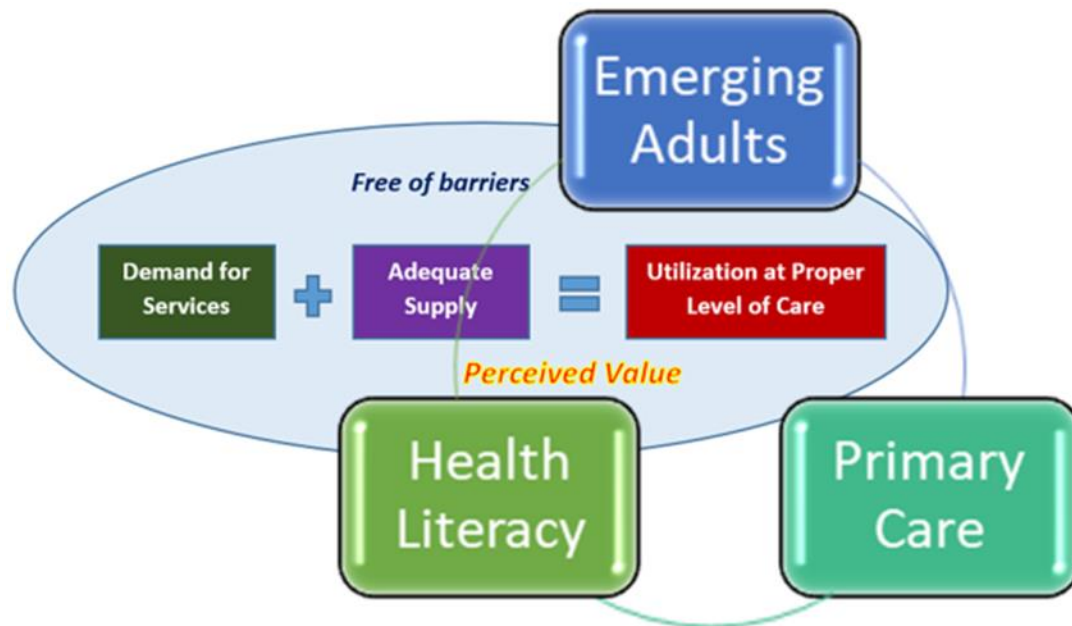 Emerging
Adults
Free of barriers
Demand for
Services
Adequate
Supply
Utilization at Proper
Level of Care
Perceived Value
Health
Literacy
Primary
Care